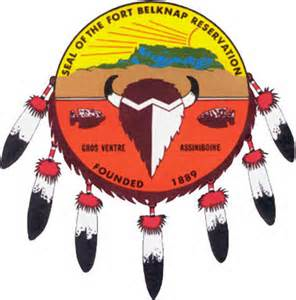 SEAL OF THE FORT BELKNAP RESERVATION
GROS VENTRE
ASSINIBOINE
FOUNDED 1889